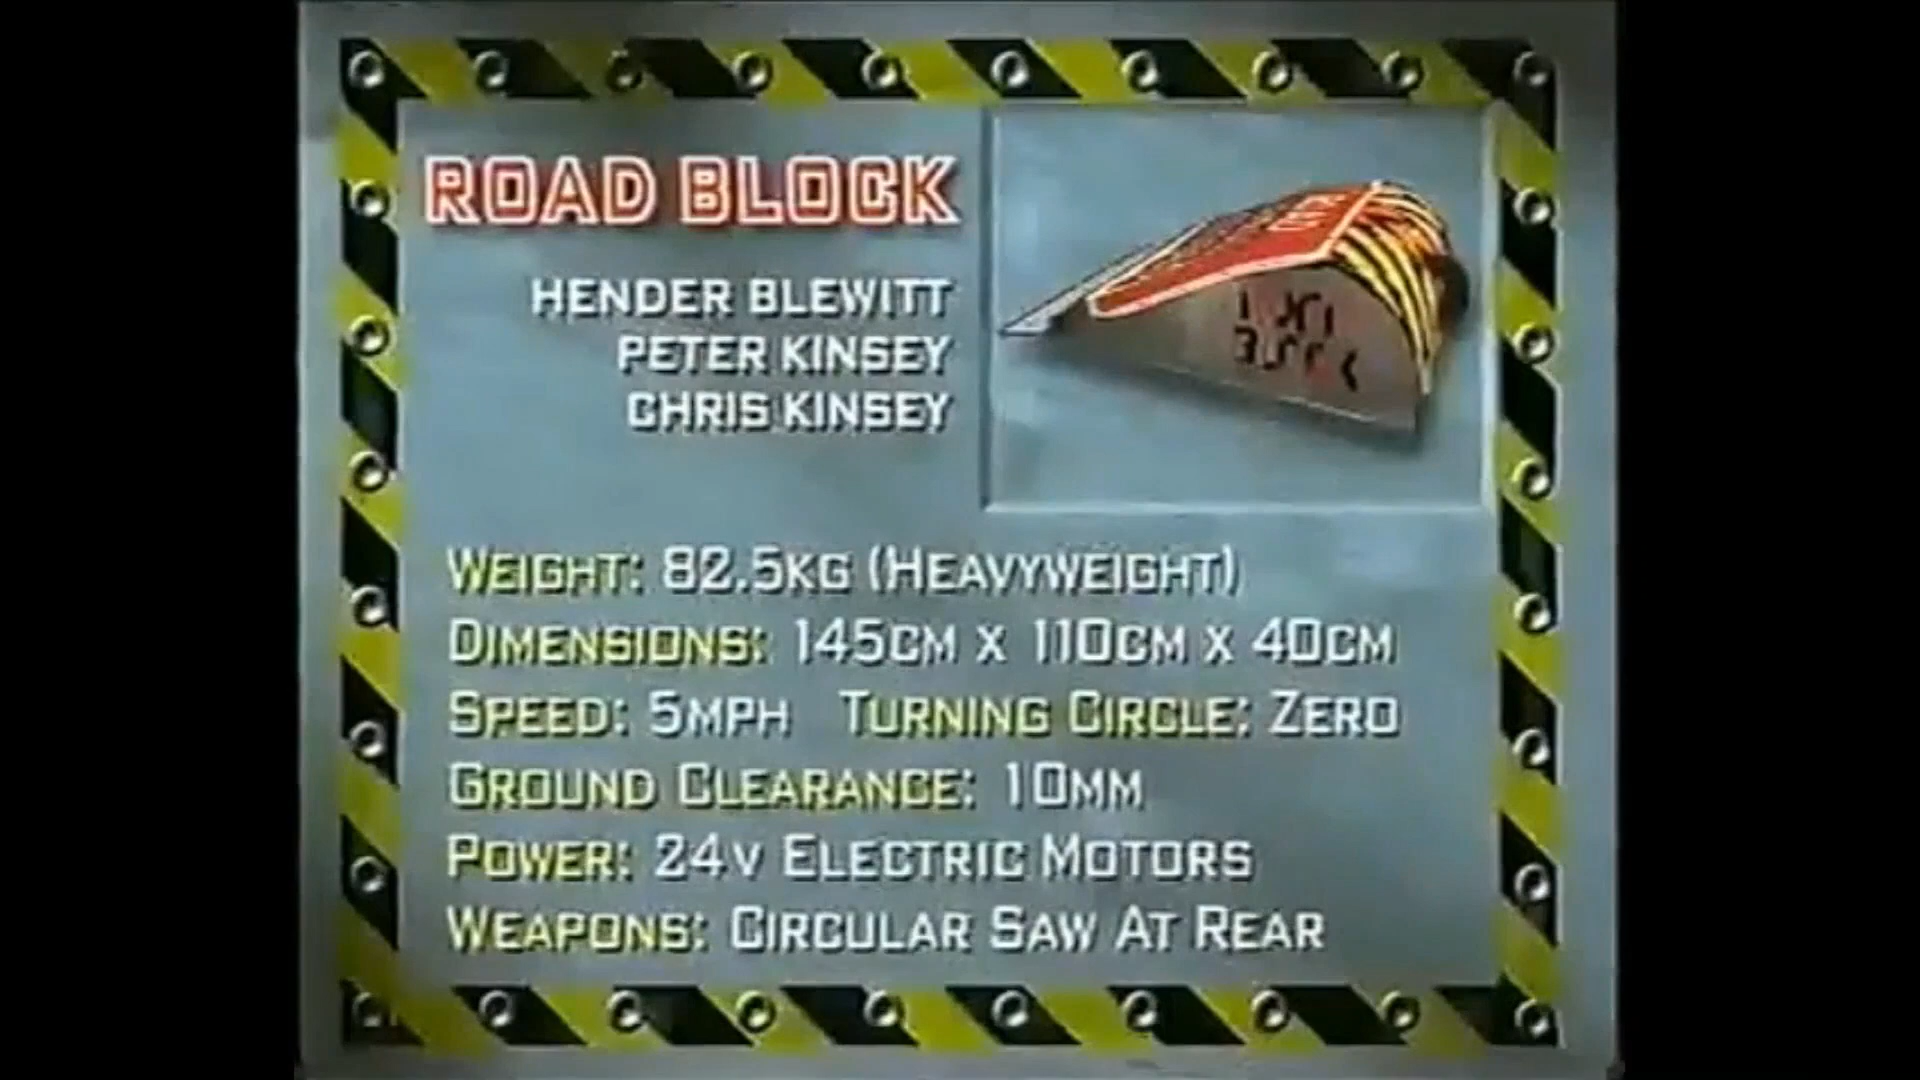 ROAD BLOCK
HENDER BLEWITT
PETER KINSEY
CHRIS KINSEY
WEIGHT: 82.5KG (HEAVYWEIGHT)
DIMENSIONS: 145CM X 110CM X 40CM
SPEED: 5MPH TURNING CIRCLE: ZERO
GROUND CLEARANCE: 10MM
POWER: 24V ELECTRIC MOTORS
WEAPONS: CIRCULAR SAW AT REAR